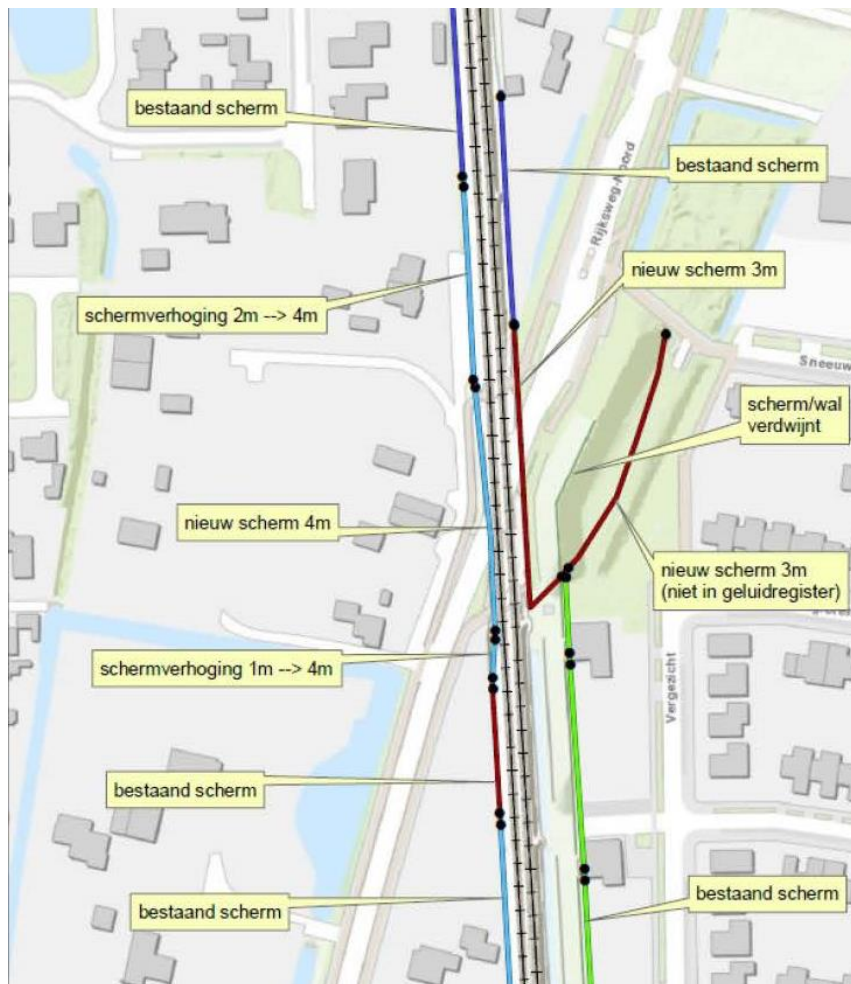 bestaand scherm
bestaand scherm
Rijksweg-Noord
nieuw scherm 3m
schermverhoging 2m --> 4m
Sneeuw
scherm/wal
verdwijnt
nieuw scherm 4m
nieuw scherm 3m
(niet in geluidregister)
schermverhoging 1m --> 4m
Vergezicht
bestaand scherm
bestaand scherm
bestaand scherm